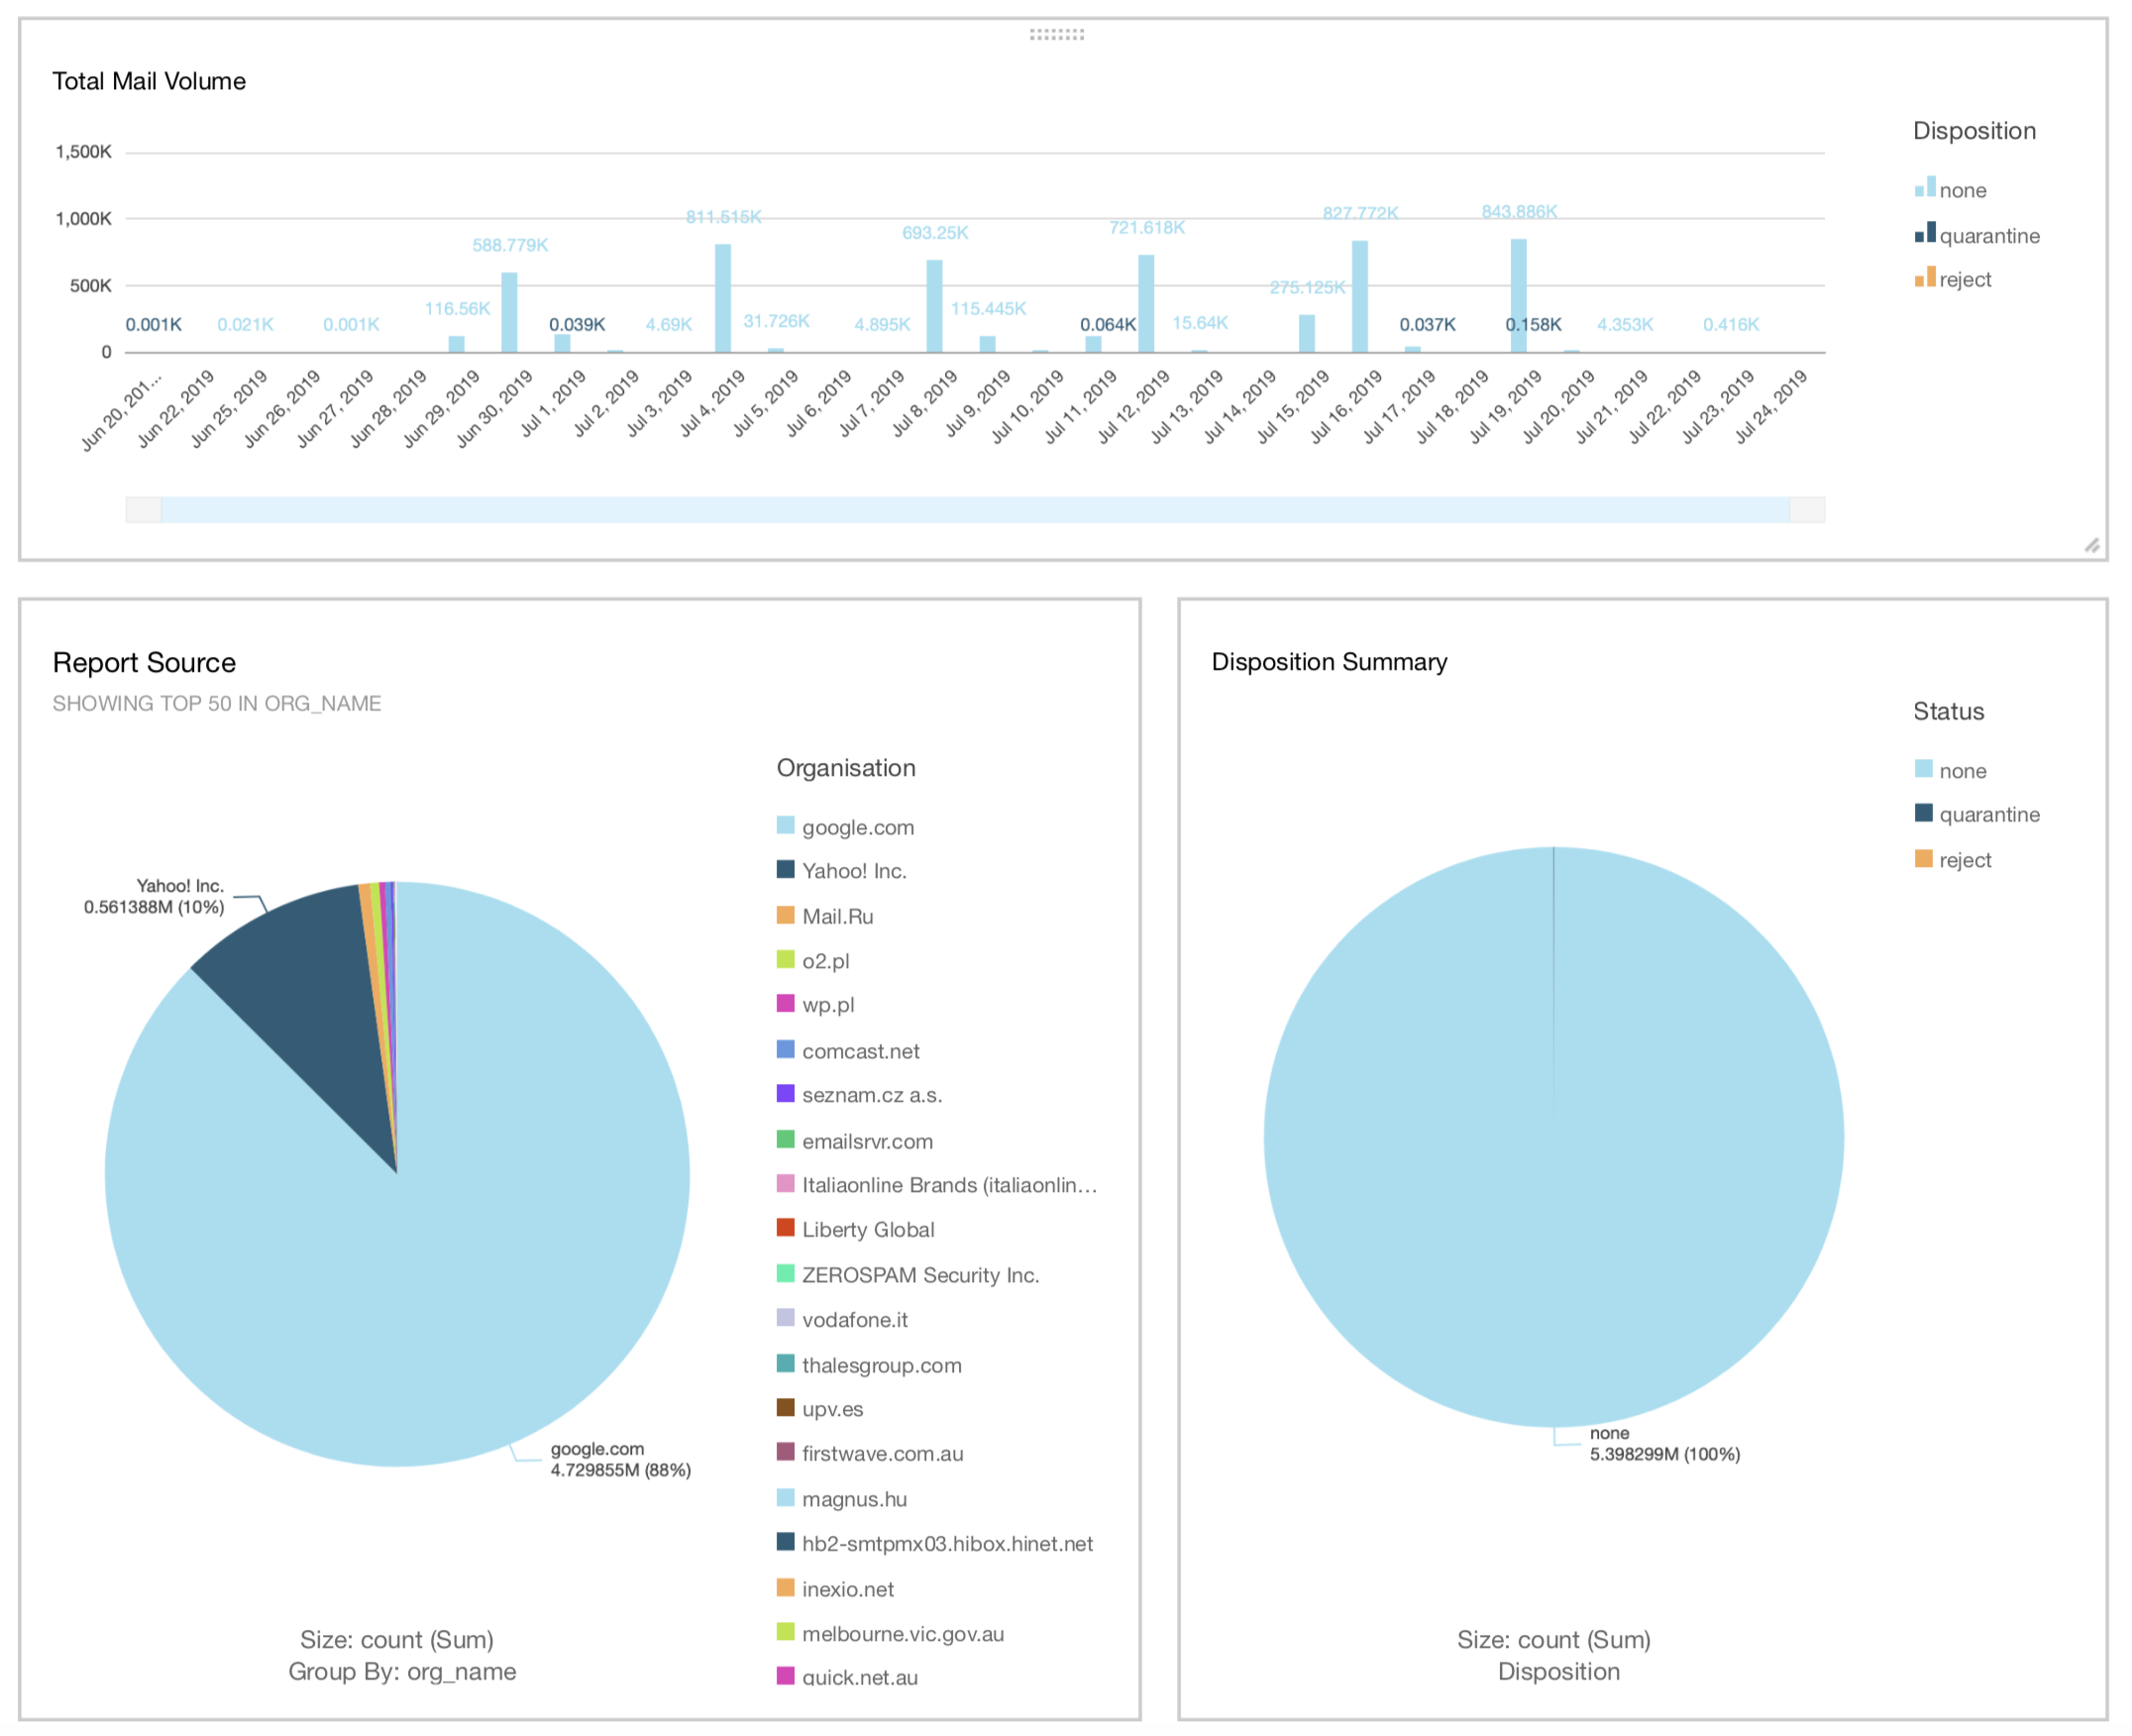 Total Mail Volume
1,500K
1,000K
500K
0
811.515K
827.772K
843.886K
588.779K
693.25K
721.618K
116.56K
115.445K
275.125K
0.001K
0.021K
0.001K
0.039K
4.69K
31.726K
4.895K
0.064K
15.64K
0.037K
0.158K
4.353K
0.416K
Jun 20, 201...
Jun 22, 2019
Jun 25, 2019
Jun 26, 2019
Jun 27, 2019
Jun 28, 2019
Jun 29, 2019
Jun 30, 2019
Jul 1, 2019
Jul 2, 2019
Jul 3, 2019
Jul 4, 2019
Jul 5, 2019
Jul 6, 2019
Jul 7, 2019
Jul 8, 2019
Jul 9, 2019
Jul 10, 2019
Jul 11, 2019
Jul 12, 2019
Jul 13, 2019
Jul 14, 2019
Jul 15, 2019
Jul 16, 2019
Jul 17, 2019
Jul 18, 2019
Jul 19, 2019
Jul 20, 2019
Jul 21, 2019
Jul 22, 2019
Jul 23, 2019
Jul 24, 2019
Disposition
none
quarantine
reject
Report Source
SHOWING TOP 50 IN ORG_NAME
Yahoo! Inc.
0.561388M (10%)
google.com
4.729855M (88%)
Organisation
google.com
Yahoo! Inc.
Mail.Ru
o2.pl
wp.pl
comcast.net
seznam.cz a.s.
emailsrvr.com
Italiaonline Brands (italiaonlin...
Liberty Global
ZEROSPAM Security Inc.
vodafone.it
thalesgroup.com
upv.es
firstwave.com.au
magnus.hu
hb2-smtpmx03.hibox.hinet.net
inexio.net
melbourne.vic.gov.au
quick.net.au
Size: count (Sum)
Group By: org_name
Disposition Summary
Status
none
quarantine
reject
none
5.398299M (100%)
Size: count (Sum)
Disposition